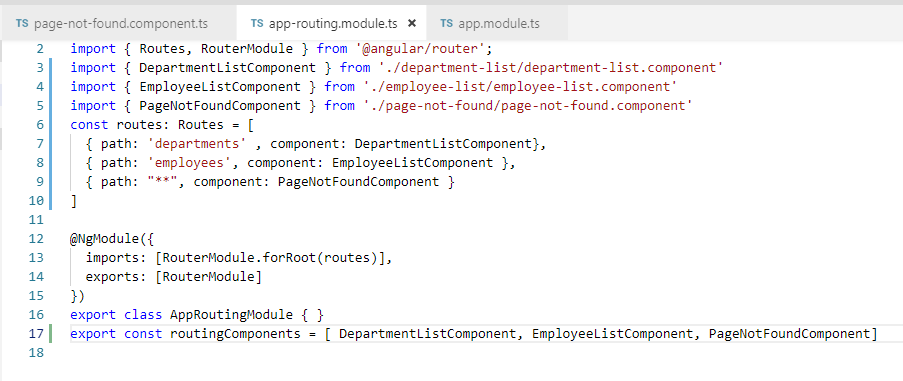 TS page-not-found.component.ts TS app-routing.module.ts × TS app.module.ts
2 import { Routes, RouterModule } from '@angular/router';
3 import { DepartmentListComponent } from './department-list/department-list.component'
4 import { EmployeeListComponent } from './employee-list/employee-list.component'
5 import { PageNotFoundComponent } from './page-not-found/page-not-found.component'
6 const routes: Routes = [
7 { path: 'departments' , component: DepartmentListComponent},
8 { path: 'employees', component: EmployeeListComponent },
9 { path: "**", component: PageNotFoundComponent }
10 ]
11
12 @NgModule({
13 imports: [RouterModule.forRoot(routes)],
14 exports: [RouterModule]
15 })
16 export class AppRoutingModule { }
17 export const routingComponents = [ DepartmentListComponent, EmployeeListComponent, PageNotFoundComponent]
18